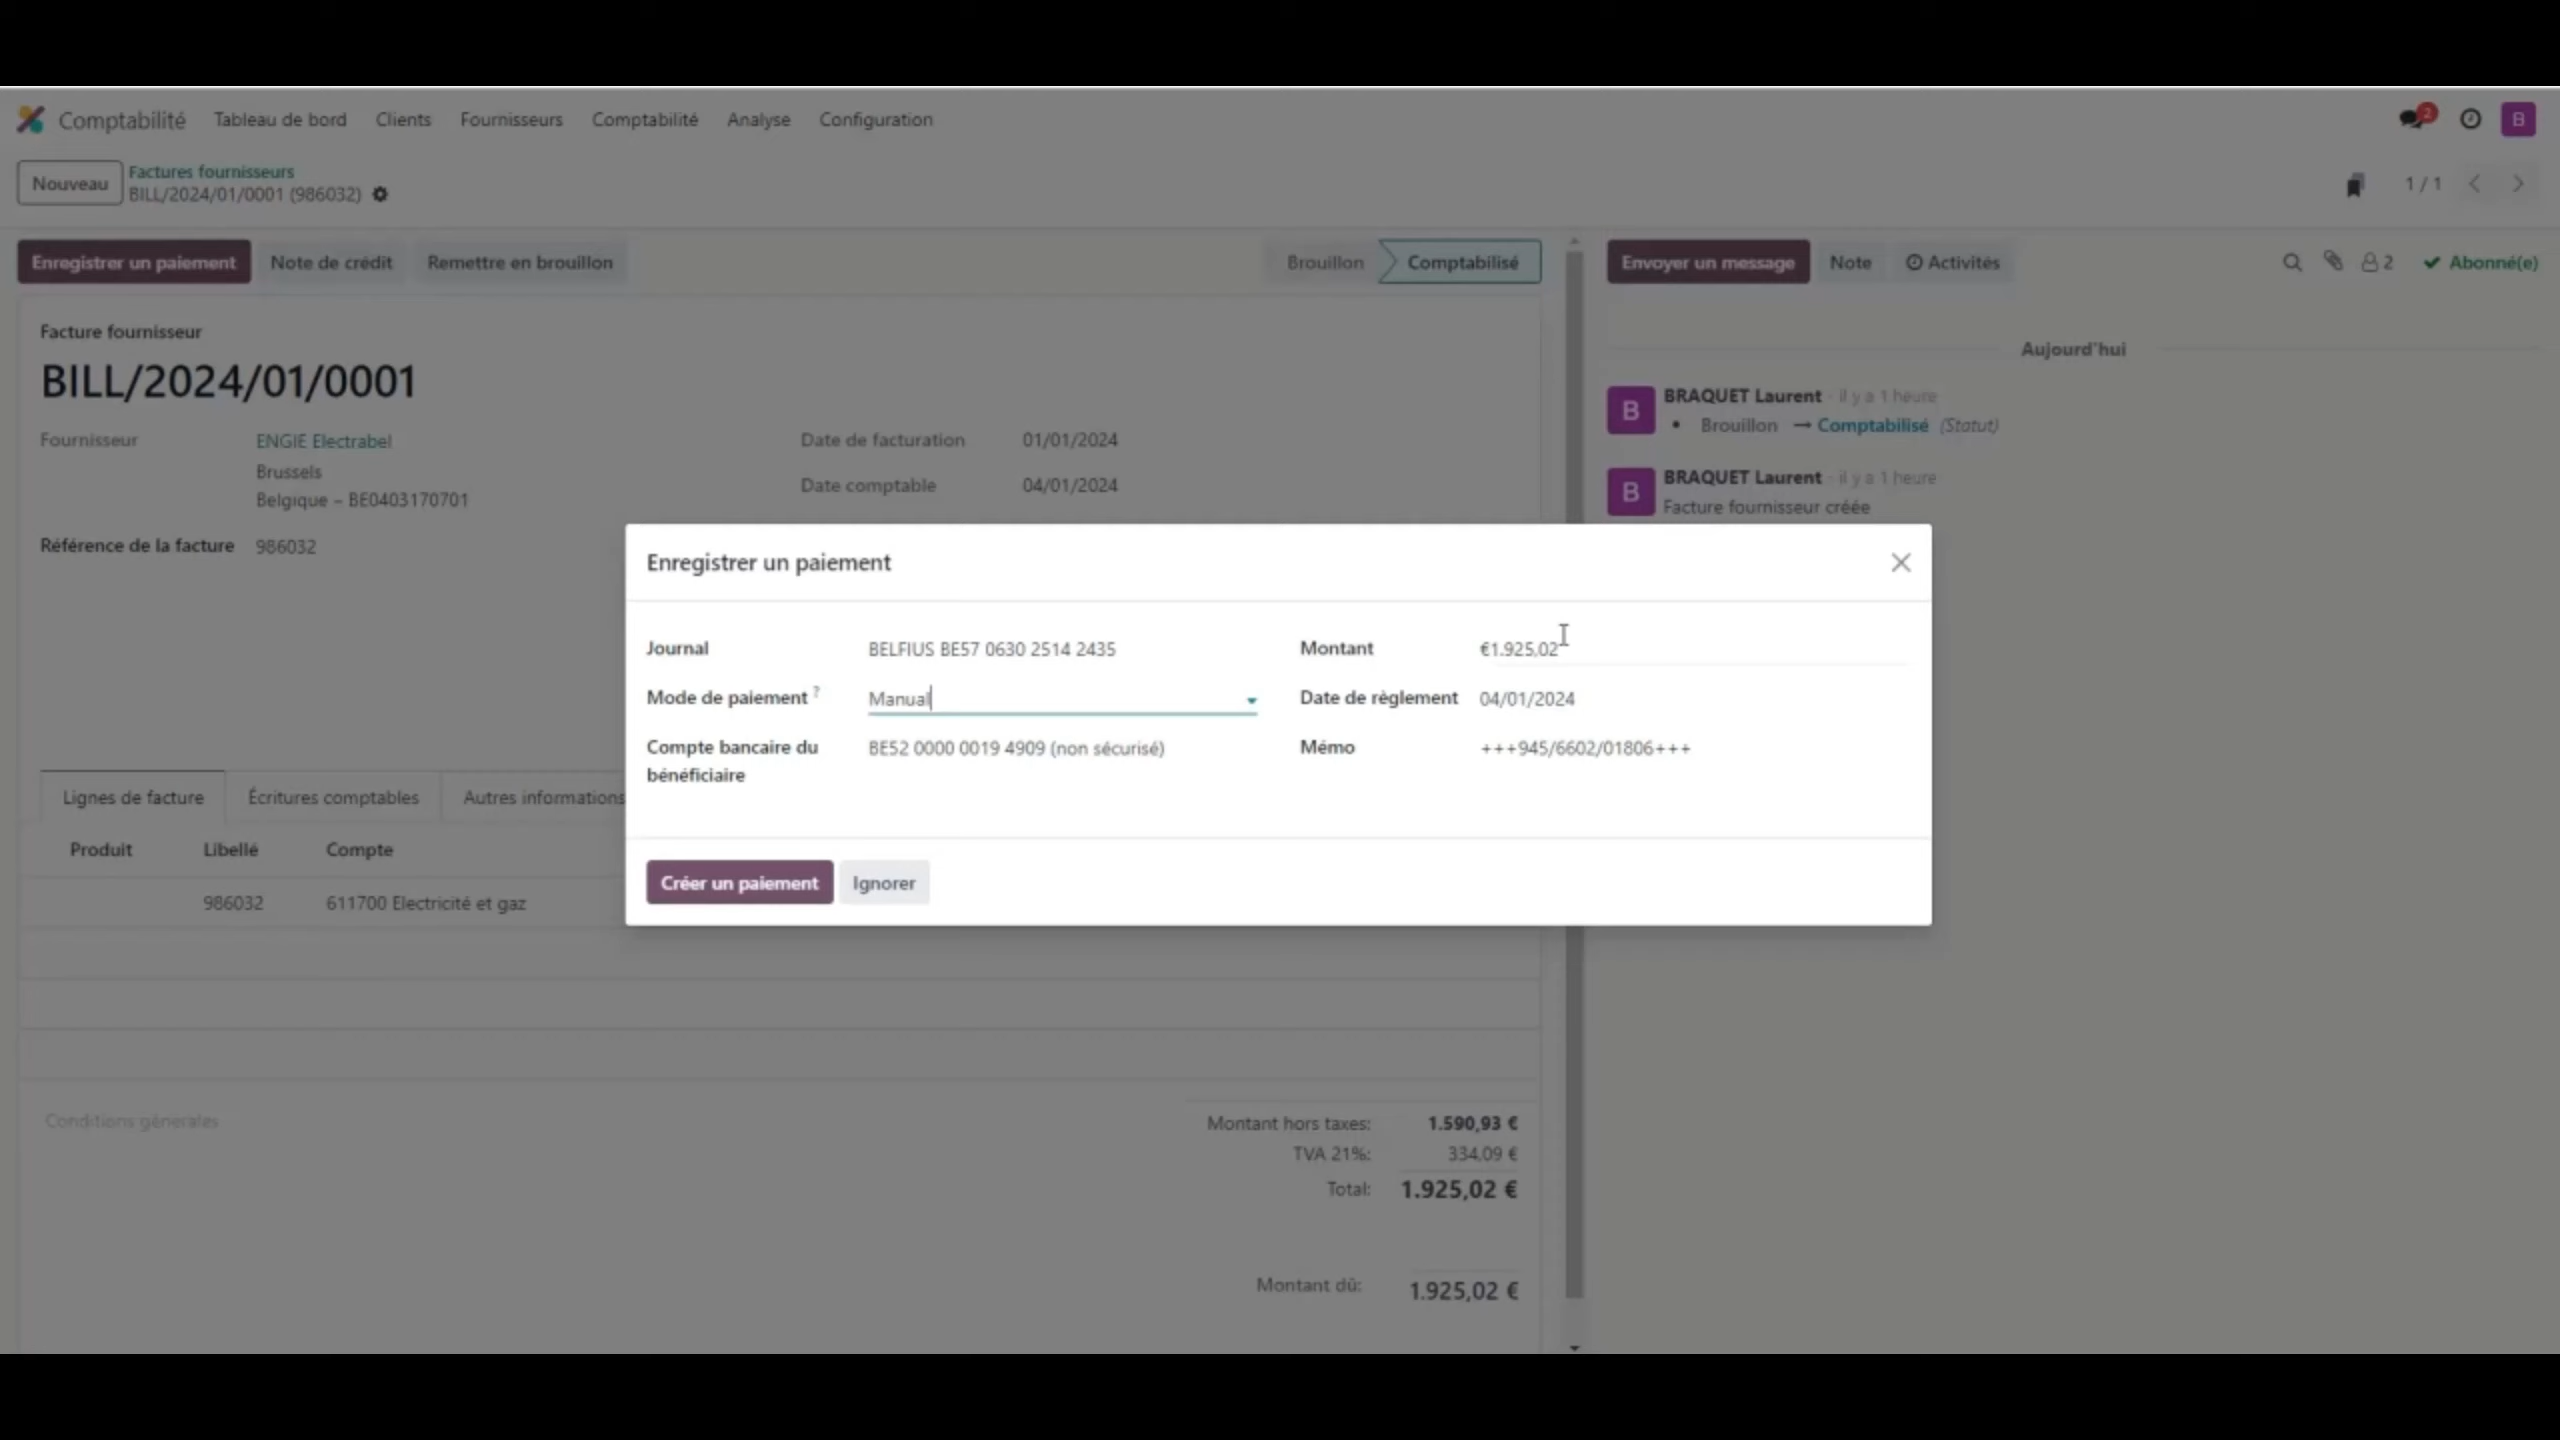 Comptabilité Tableau de bord Clients Fournisseurs Comptabilité Analyse Configuration 2 B
Nouveau Factures fournisseurs
BILL/2024/01/0001 (986032) 1 / 1
Enregistrer un paiement Note de crédit Remettre en brouillon Brouillon Comptabilisé Envoyer un message Note Activités 2 Abonné(e)
Facture fournisseur
BILL/2024/01/0001
Aujourd'hui
Fournisseur ENGIE Electrabel Date de facturation 01/01/2024
Brussels
Belgique – BE0403170701 Date comptable 04/01/2024
Référence de la facture 986032
B BRAQUET Laurent - il y a 1 heure
• Brouillon → Comptabilisé (Statut)
B BRAQUET Laurent - il y a 1 heure
Facture fournisseur créée
Enregistrer un paiement
Journal BELFIUS BE57 0630 2514 2435 Montant €1.925,02
Mode de paiement ? Manual Date de règlement 04/01/2024
Compte bancaire du bénéficiaire BE52 0000 0019 4909 (non sécurisé) Mémo +++945/6602/01806+++
Créer un paiement Ignorer
Lignes de facture Écritures comptables Autres informations
Produit Libellé Compte
986032 611700 Electricité et gaz
Conditions générales
Montant hors taxes: 1.590,93 €
TVA 21%: 334,09 €
Total: 1.925,02 €
Montant dû: 1.925,02 €